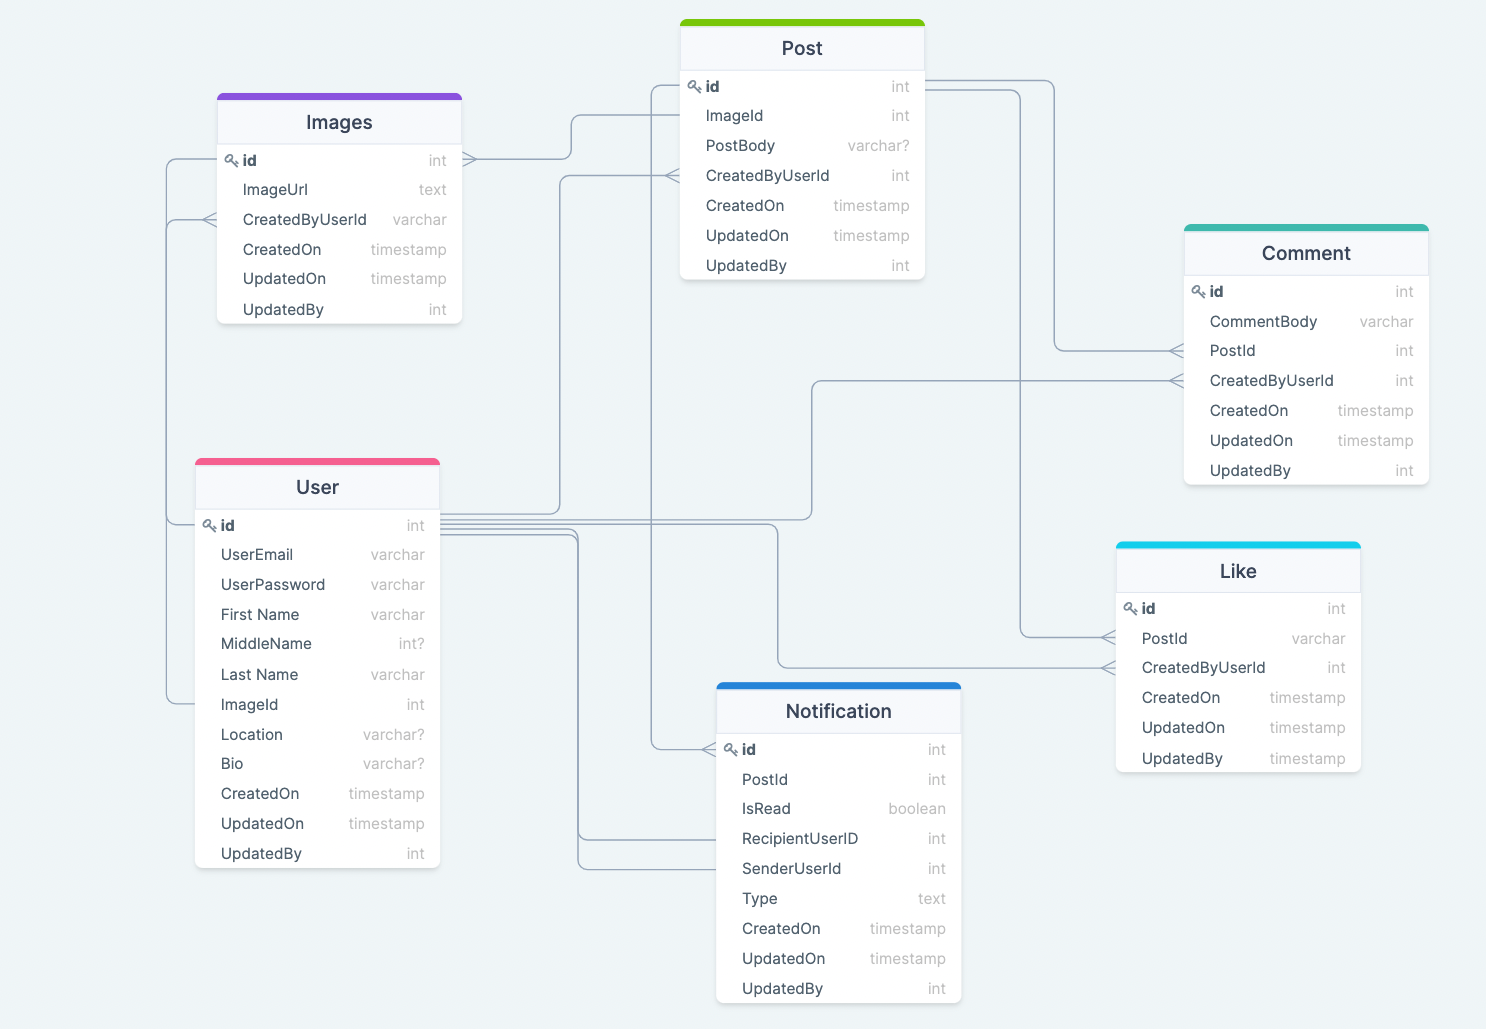 Post
id int
ImageId int
PostBody varchar?
CreatedByUserId int
CreatedOn timestamp
UpdatedOn timestamp
UpdatedBy int
Images
id int
ImageUrl text
CreatedByUserId varchar
CreatedOn timestamp
UpdatedOn timestamp
UpdatedBy int
Comment
id int
CommentBody varchar
PostId int
CreatedByUserId int
CreatedOn timestamp
UpdatedOn timestamp
UpdatedBy int
User
id int
UserEmail varchar
UserPassword varchar
First Name varchar
MiddleName int?
Last Name varchar
ImageId int
Location varchar?
Bio varchar?
CreatedOn timestamp
UpdatedOn timestamp
UpdatedBy int
Like
id int
PostId varchar
CreatedByUserId int
CreatedOn timestamp
UpdatedOn timestamp
UpdatedBy timestamp
Notification
id int
PostId int
IsRead boolean
RecipientUserID int
SenderUserId int
Type text
CreatedOn timestamp
UpdatedOn timestamp
UpdatedBy int